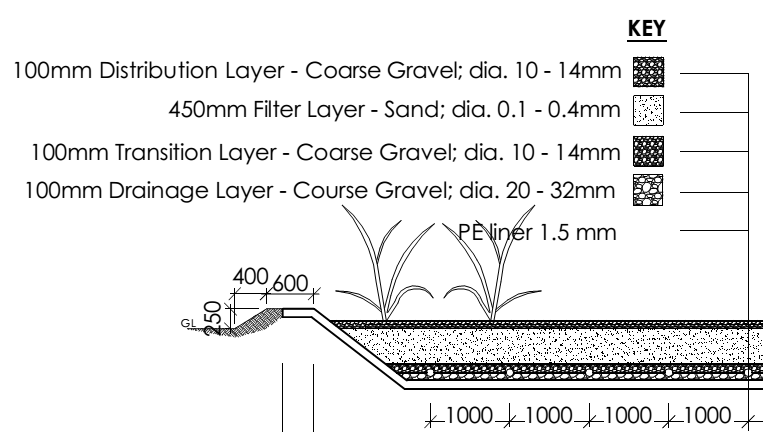 KEY
100mm Distribution Layer - Coarse Gravel; dia. 10 - 14mm
450mm Filter Layer - Sand; dia. 0.1 - 0.4mm
100mm Transition Layer - Coarse Gravel; dia. 10 - 14mm
100mm Drainage Layer - Course Gravel; dia. 20 - 32mm
PE liner 1.5 mm
400 600
250
GL
1000 1000 1000 1000